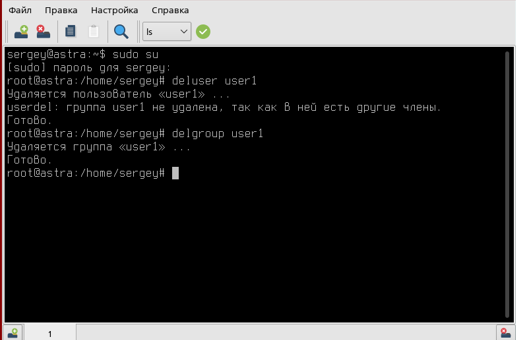 Файл Правка Настройка Справка
ls
sergey@astra:~$ sudo su
[sudo] пароль для sergey:
root@astra:/home/sergey# deluser user1
Удаляется пользователь «user1» ...
userdel: группа user1 не удалена, так как в ней есть другие члены.
Готово.
root@astra:/home/sergey# delgroup user1
Удаляется группа «user1» ...
Готово.
root@astra:/home/sergey#
1